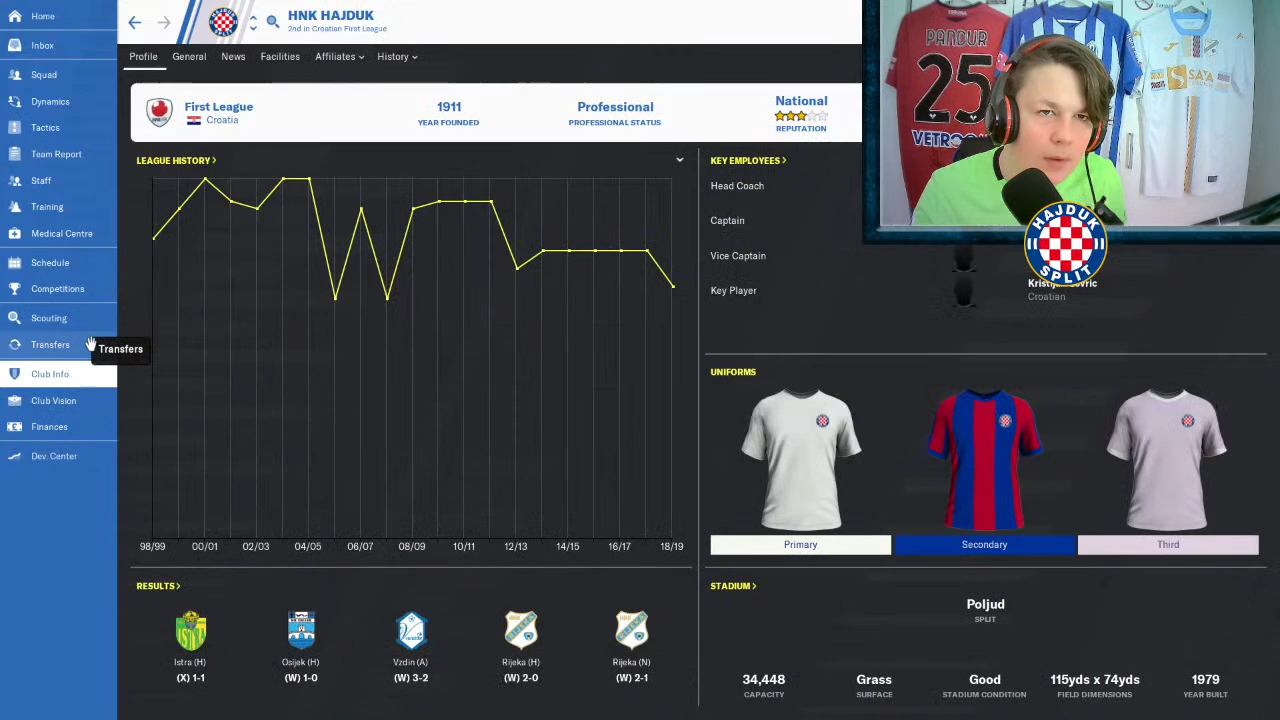 Home
Inbox
Squad
Dynamics
Tactics
Team Report
Staff
Training
Medical Centre
Schedule
Competitions
Scouting
Transfers
Transfers
Club Info
Club Vision
Finances
Dev. Center
HNK HAJDUK
2nd in Croatian First League
Profile General News Facilities Affiliates History
First League
Croatia
1911
YEAR FOUNDED
Professional
PROFESSIONAL STATUS
National
REPUTATION
LEAGUE HISTORY >
98/99 00/01 02/03 04/05 06/07 08/09 10/11 12/13 14/15 16/17 18/19
RESULTS >
Istra (H) Osijek (H) Vzdin (A) Rijeka (H) Rijeka (N)
(X) 1-1 (W) 1-0 (W) 3-2 (W) 2-0 (W) 2-1
KEY EMPLOYEES >
Head Coach
Captain
Vice Captain
Key Player
Croatian
UNIFORMS
Primary Secondary Third
STADIUM >
Poljud
SPLIT
34,448 Grass Good 115yds x 74yds 1979
CAPACITY SURFACE STADIUM CONDITION FIELD DIMENSIONS YEAR BUILT
PANDUR
25
HAJDUK
SPLIT